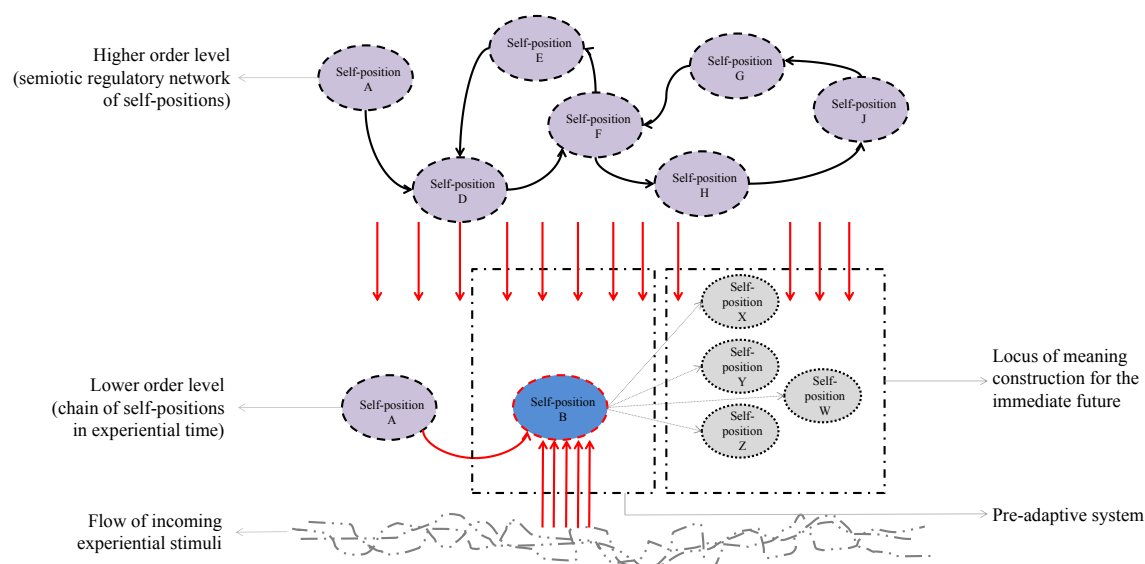 Higher order level
(semiotic regulatory network
of self-positions)
Self-position
A
Self-position
E
Self-position
G
Self-position
F
Self-position
J
Self-position
D
Self-position
H
Self-
position
X
Self-
position
Y
Self-
position
W
Self-
position
Z
Lower order level
(chain of self-positions
in experiential time)
Self-position
A
Self-position
B
Locus of meaning
construction for the
immediate future
Flow of incoming
experiential stimuli
Pre-adaptive system